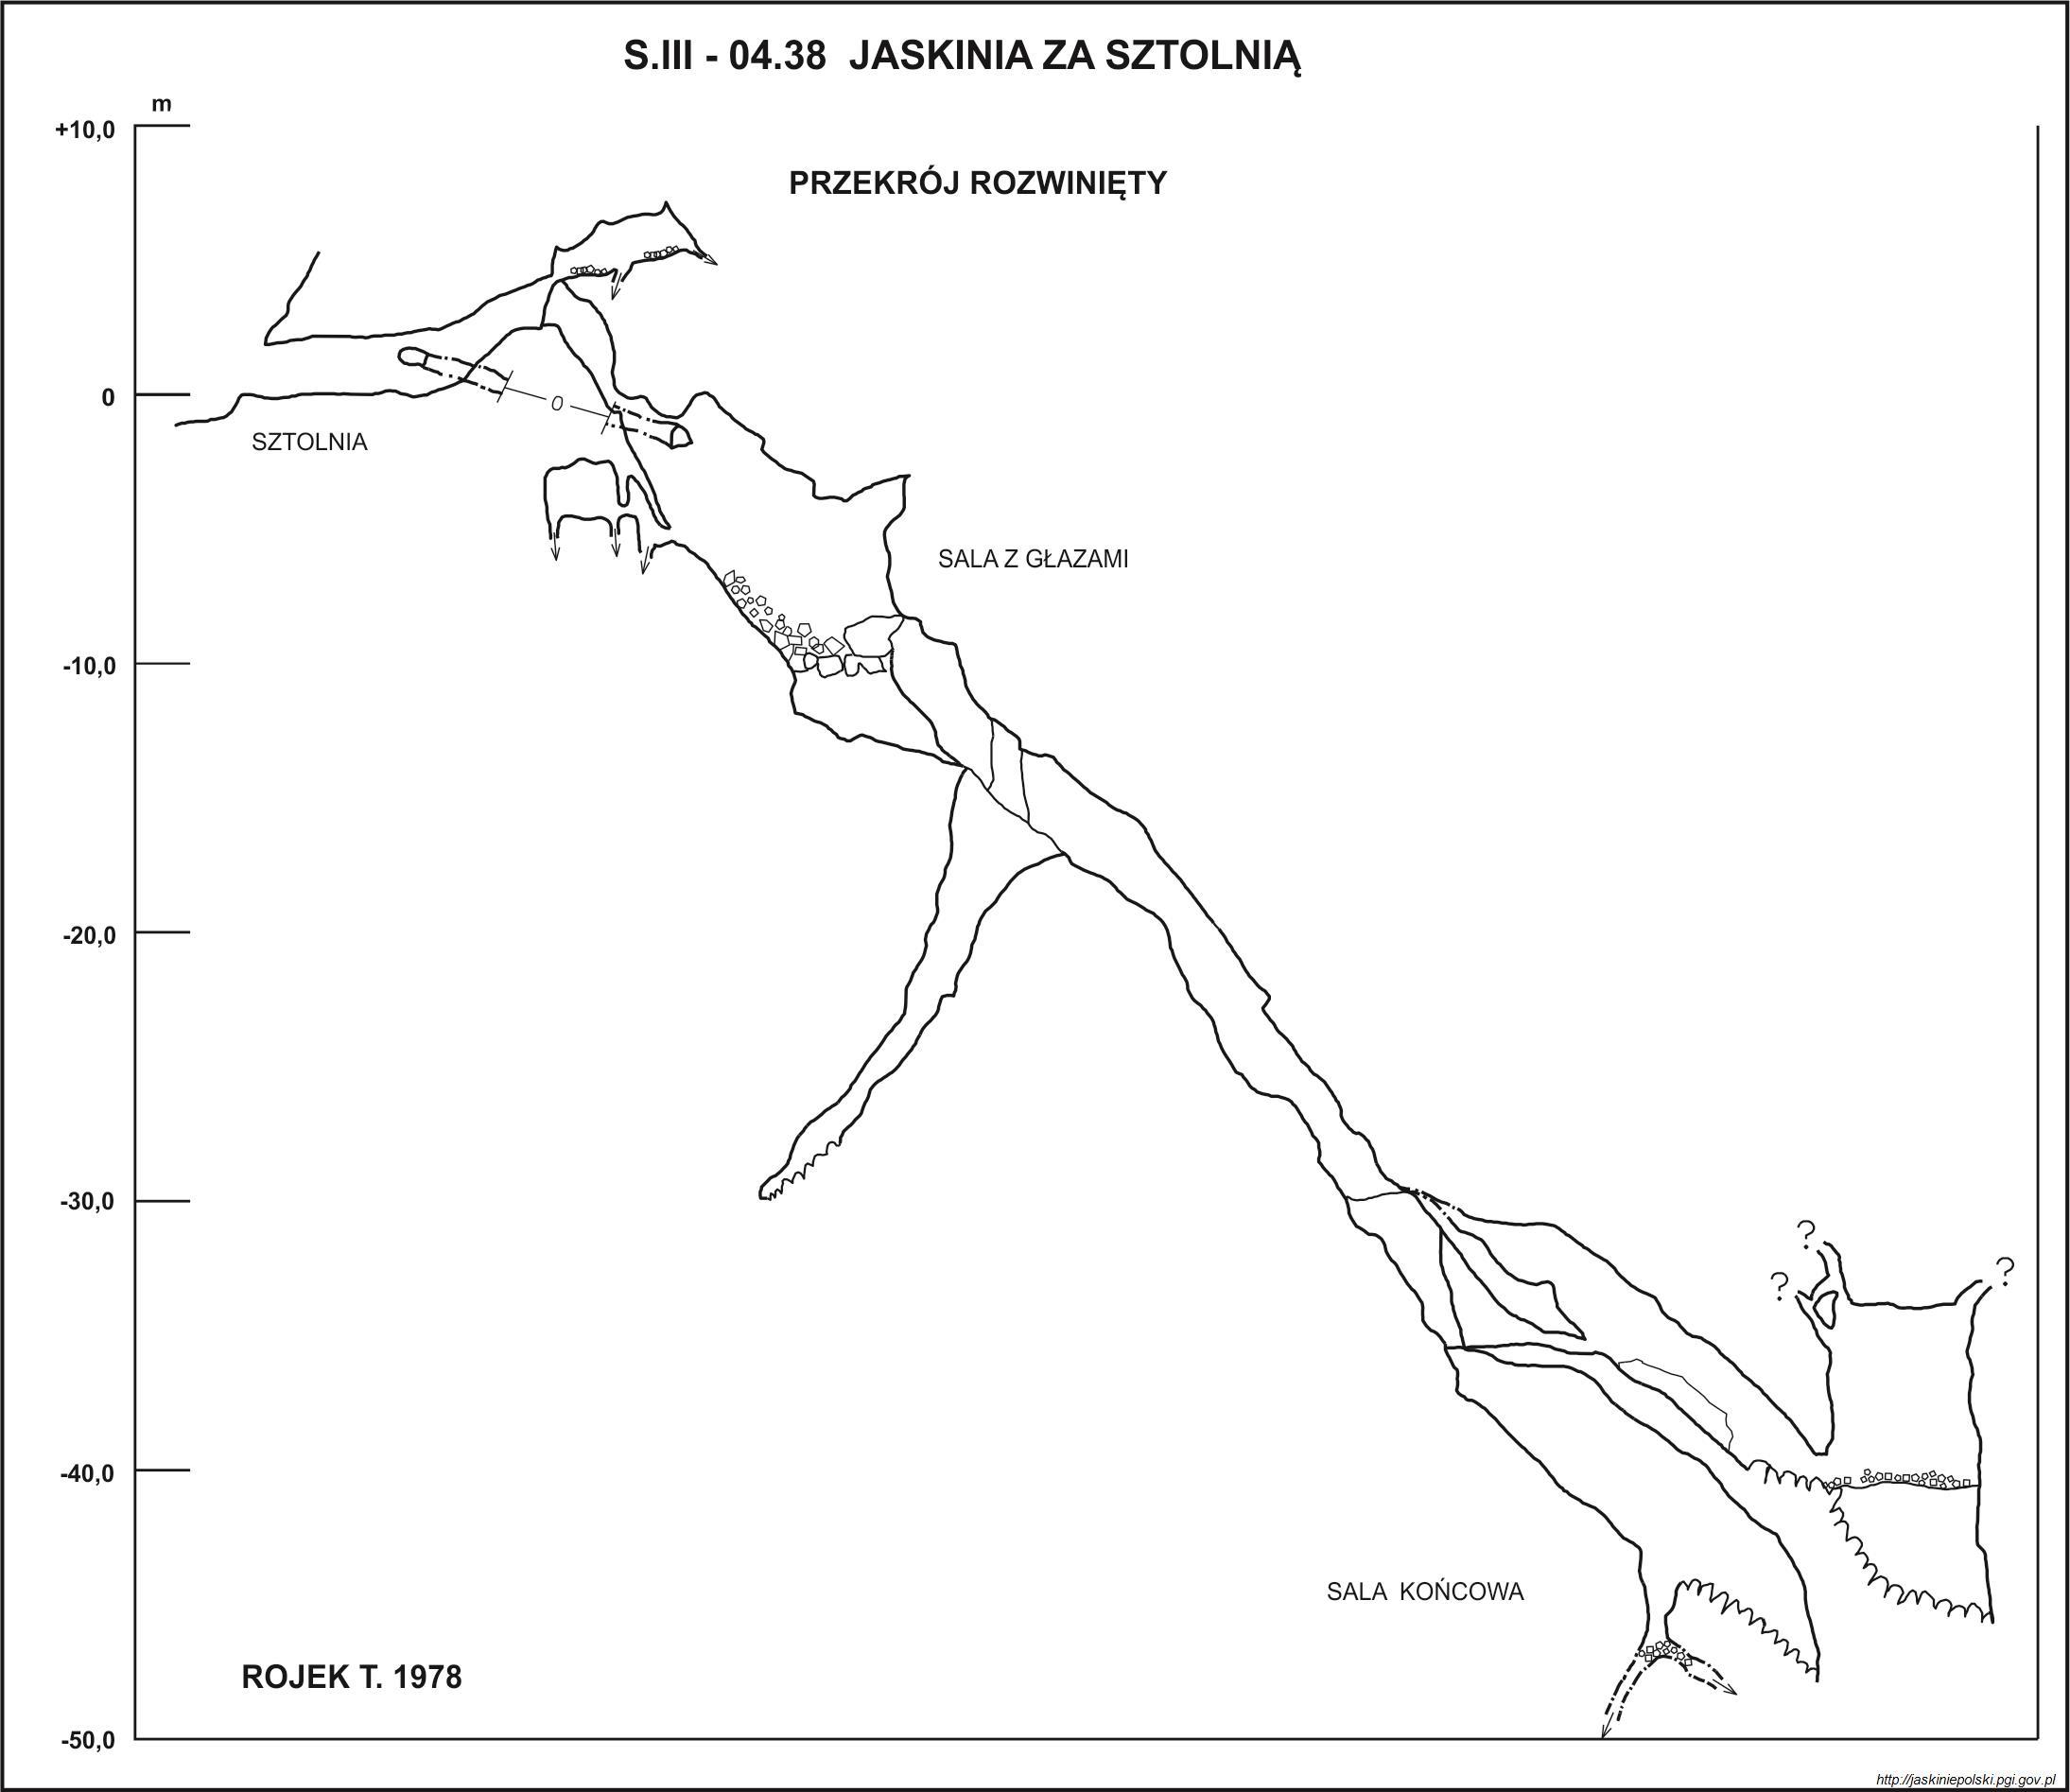 S.III - 04.38 JASKINIA ZA SZTOLNIĄ
m
+10,0
PRZEKRÓJ ROZWINIĘTY
0
0
SZTOLNIA
SALA Z GŁAZAMI
-10,0
-20,0
-30,0
?
?
?
-40,0
SALA KOŃCOWA
ROJEK T. 1978
-50,0
http://jaskiniepolski.pgi.gov.pl